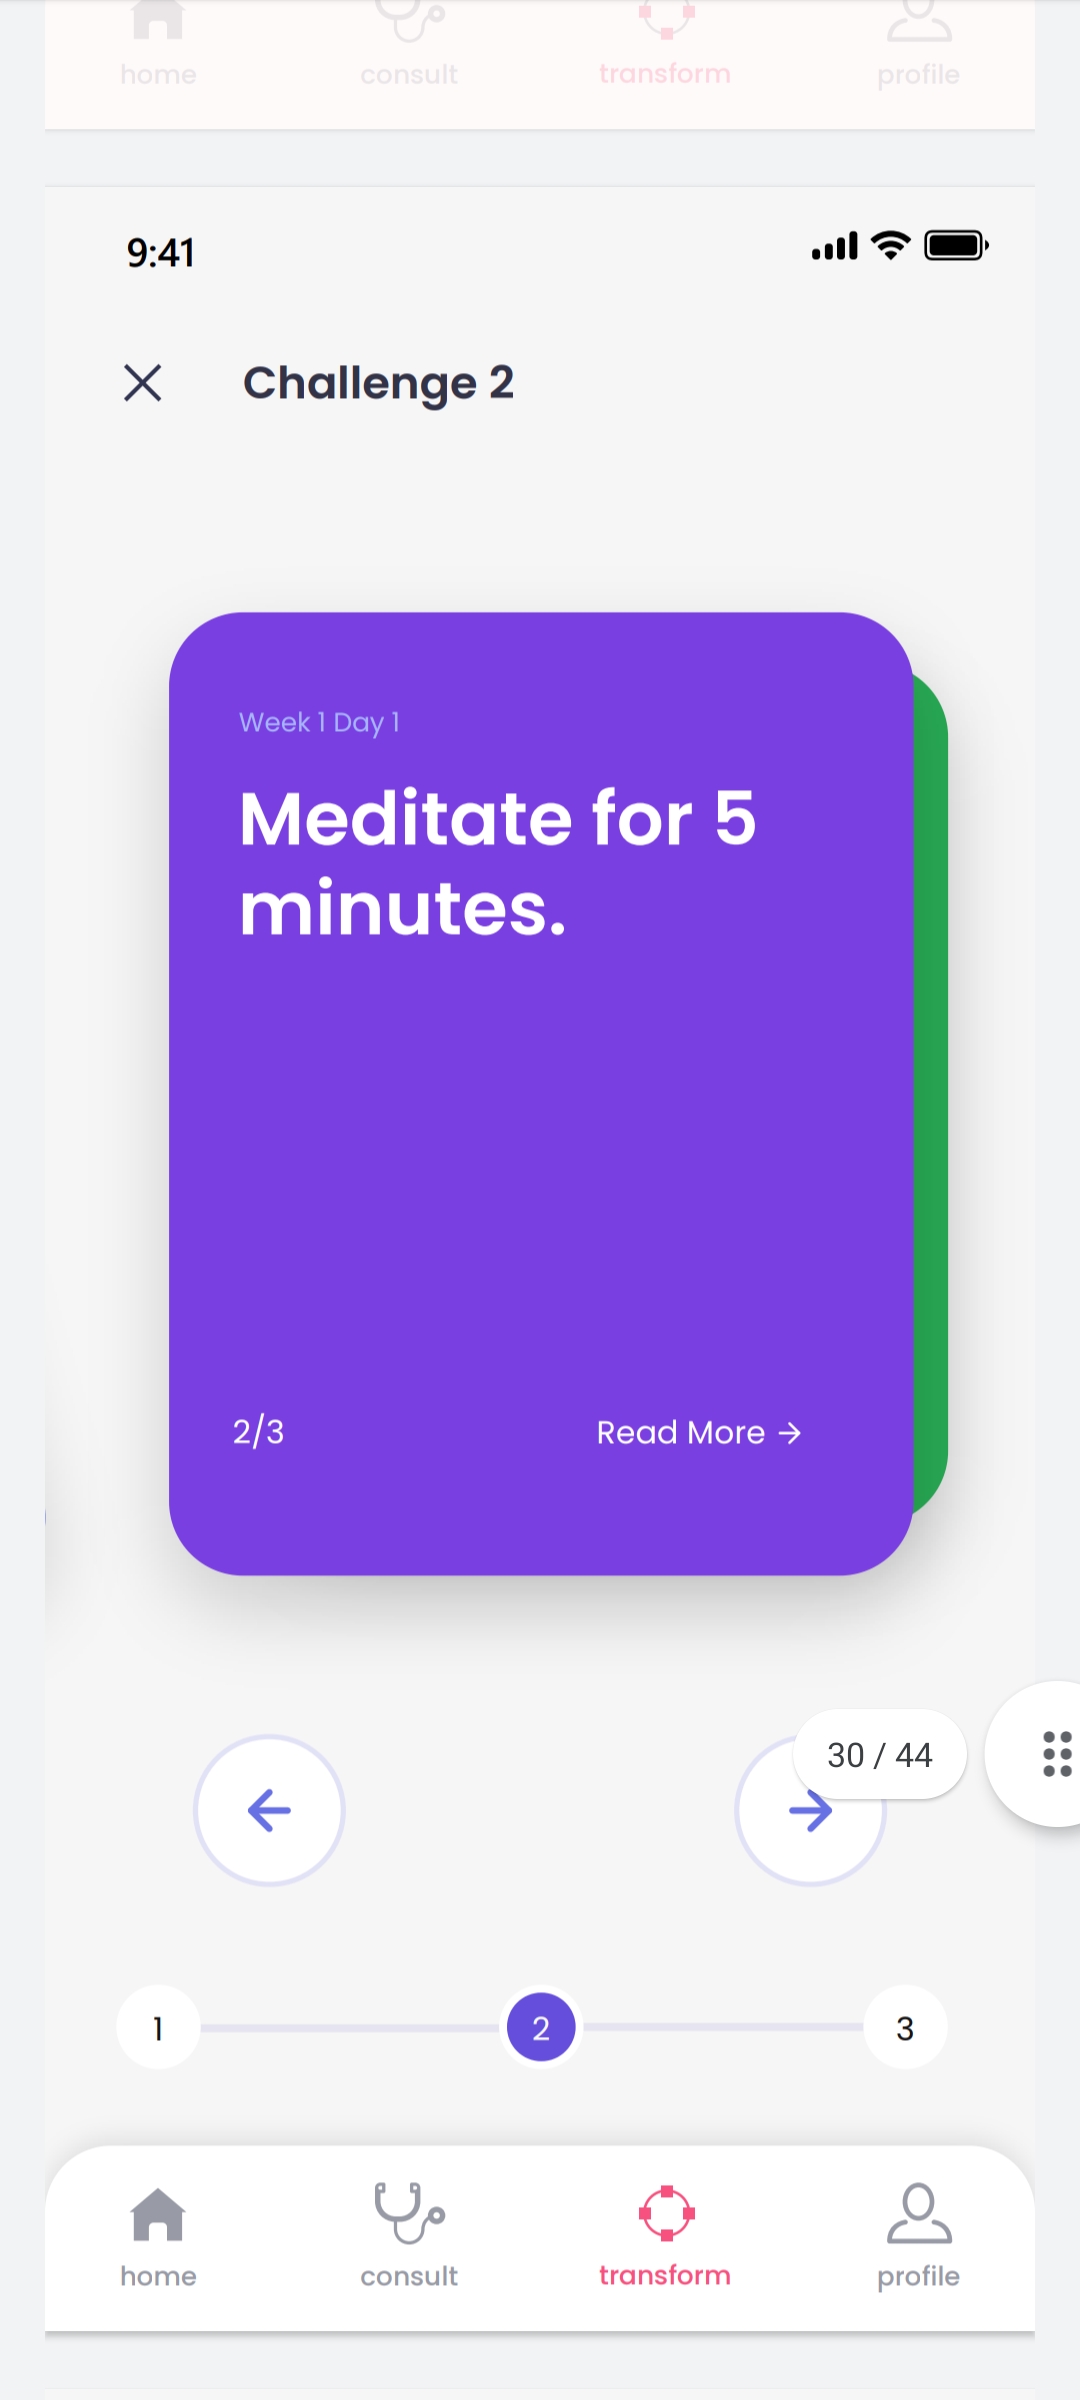 home consult transform profile
9:41
Challenge 2
Week 1 Day 1
Meditate for 5
minutes.
2/3 Read More →
30 / 44
1 2 3
home consult transform profile